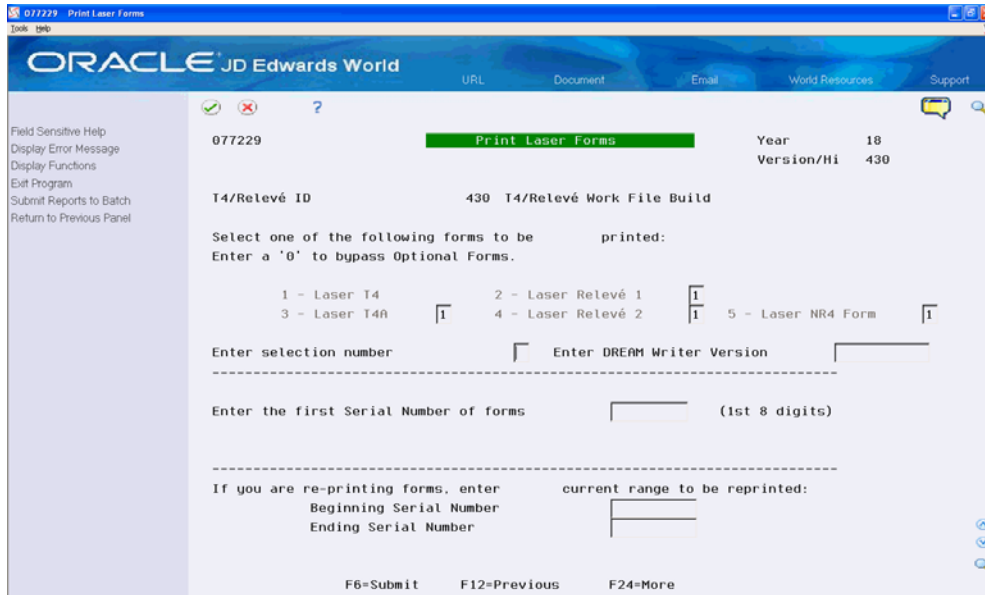 077229 Print Laser Forms
Tools Help
ORACLE JD Edwards World
URL Document Email World Resources Support
Field Sensitive Help
Display Error Message
Display Functions
Exit Program
Submit Reports to Batch
Return to Previous Panel
?
077229 Print Laser Forms Year 18
Version/Hi 430
T4/Relevé ID 430 T4/Relevé Work File Build
Select one of the following forms to be printed:
Enter a '0' to bypass Optional Forms.
1 - Laser T4 2 - Laser Relevé 1 1
3 - Laser T4A 1 4 - Laser Relevé 2 1 5 - Laser NR4 Form 1
Enter selection number Enter DREAM Writer Version
--------------------------------------------------------------------------------
Enter the first Serial Number of forms (1st 8 digits)
--------------------------------------------------------------------------------
If you are re-printing forms, enter current range to be reprinted:
Beginning Serial Number
Ending Serial Number
F6=Submit F12=Previous F24=More